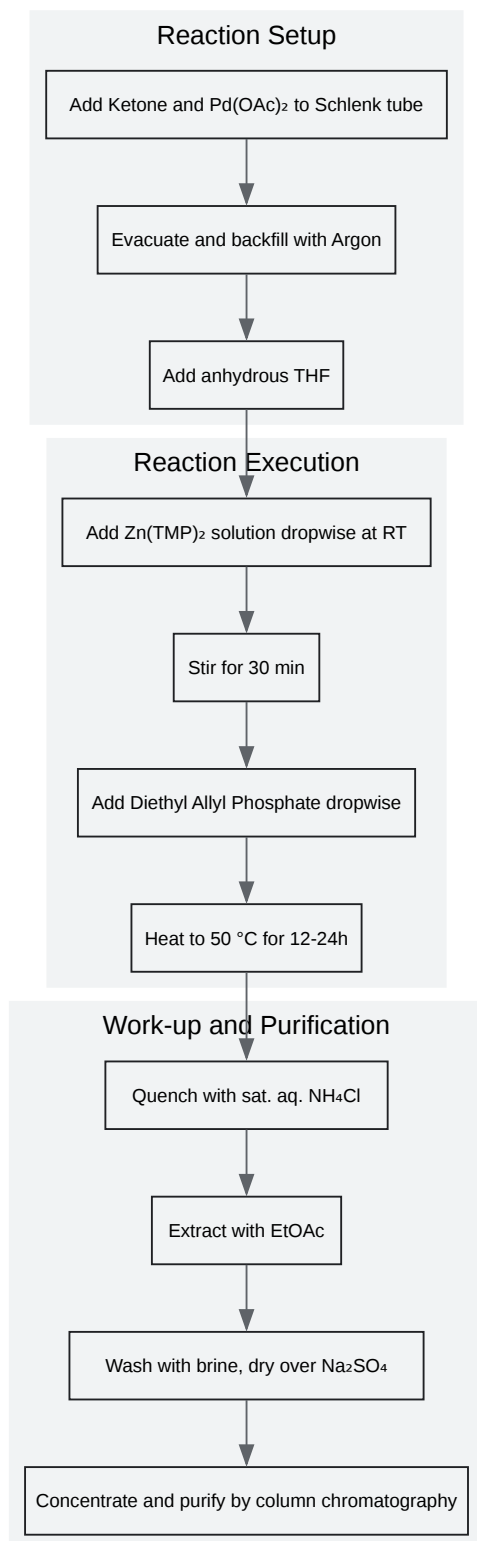 Reaction Setup
Add Ketone and Pd(OAc)₂ to Schlenk tube
Evacuate and backfill with Argon
Add anhydrous THF
Reaction Execution
Add Zn(TMP)₂ solution dropwise at RT
Stir for 30 min
Add Diethyl Allyl Phosphate dropwise
Heat to 50 °C for 12-24h
Work-up and Purification
Quench with sat. aq. NH₄Cl
Extract with EtOAc
Wash with brine, dry over Na₂SO₄
Concentrate and purify by column chromatography